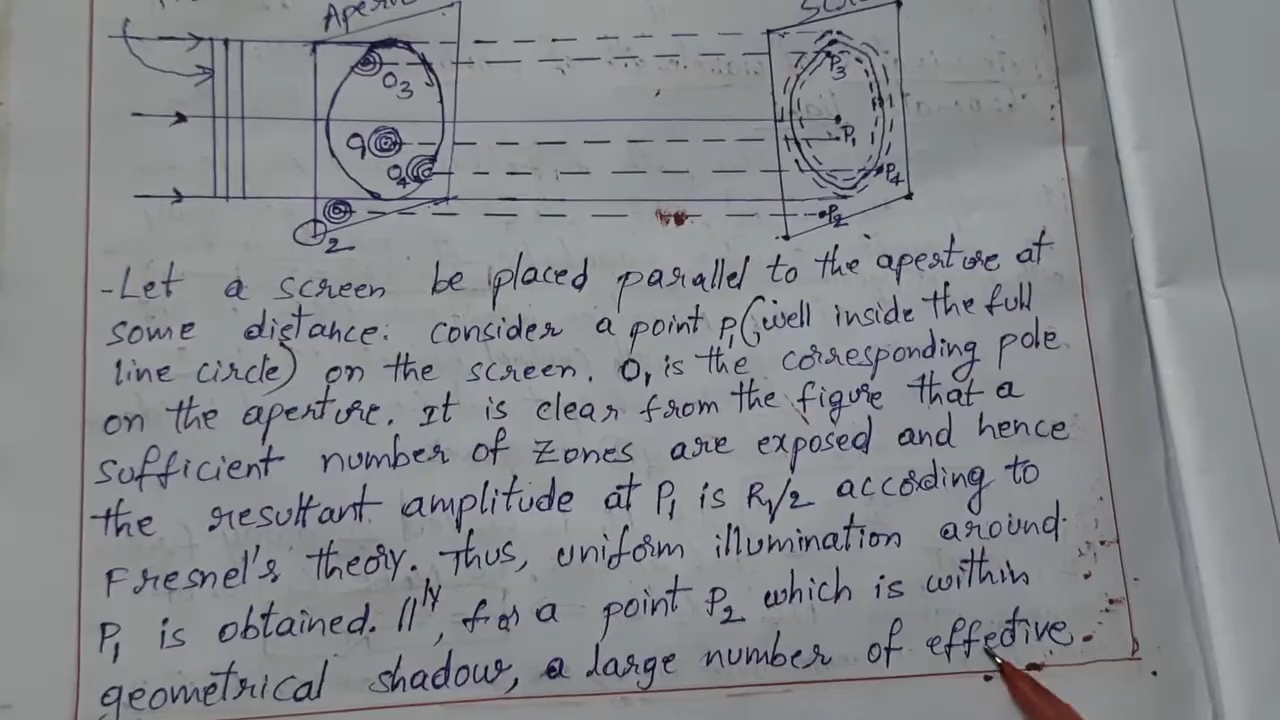 O3
P3
P1
O4
P4
2
P2
-Let a screen be placed parallel to the aperture at
some distance. consider a point P1 (well inside the full
line circle) on the screen. O1 is the corresponding pole
on the aperture. It is clear from the figure that a
sufficient number of zones are exposed and hence
the resultant amplitude at P1 is R1/2 according to
Fresnel's theory. Thus, uniform illumination around
P1 is obtained. lllly, for a point P2 which is within
geometrical shadow, a large number of effective